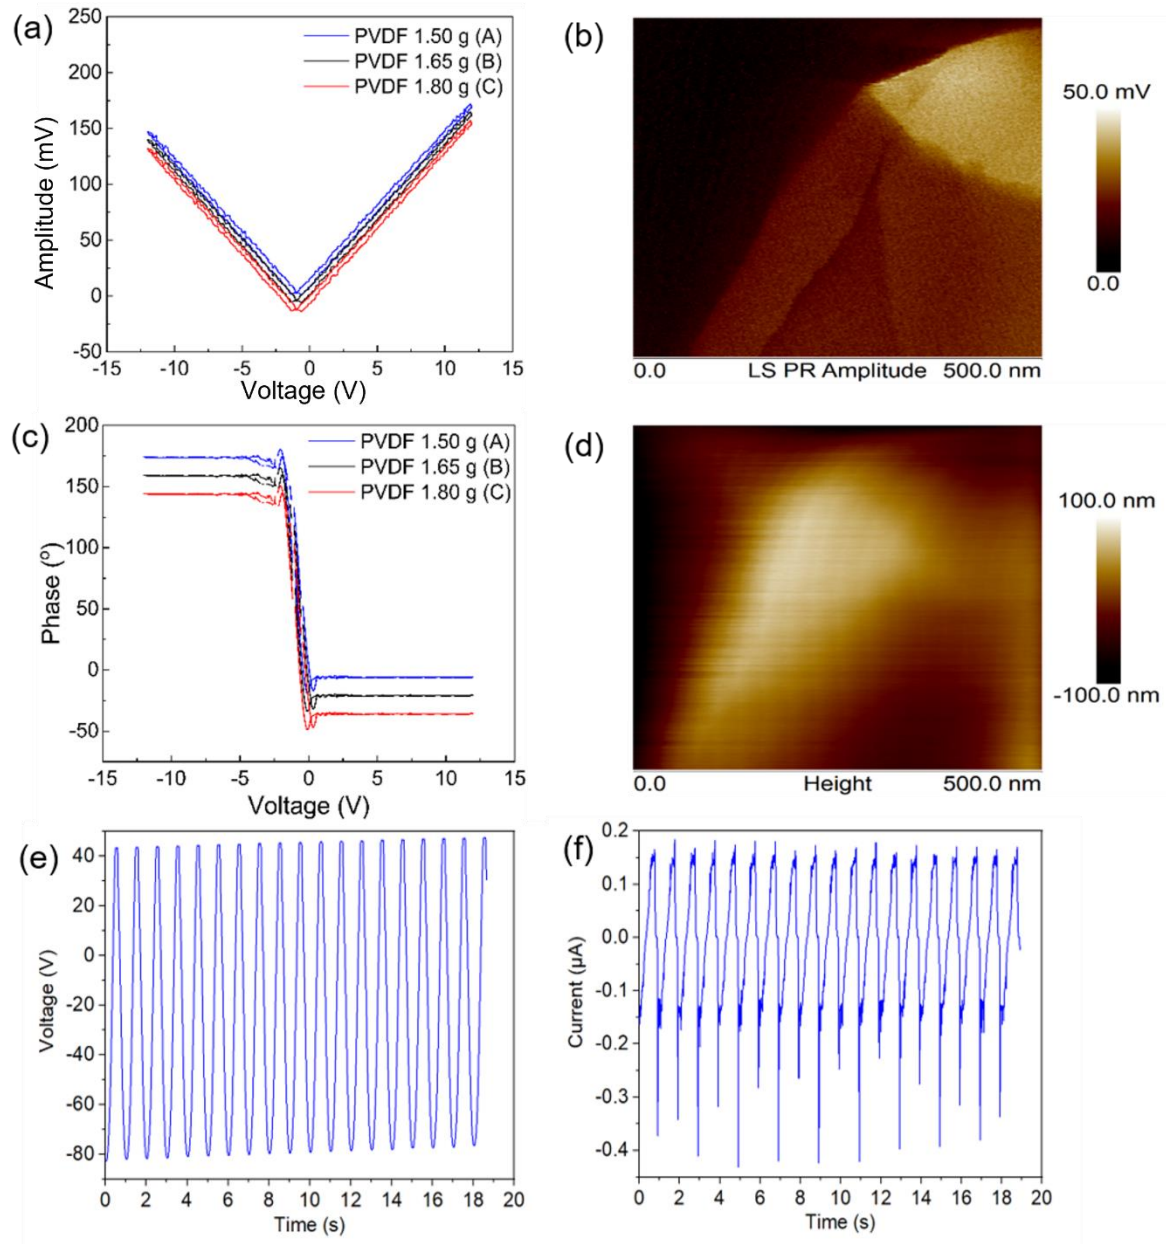 (a)
250
200
150
100
50
0
-50
-15 -10 -5 0 5 10 15
Amplitude (mV)
Voltage (V)
PVDF 1.50 g (A)
PVDF 1.65 g (B)
PVDF 1.80 g (C)
(b)
50.0 mV
0.0
0.0 LS PR Amplitude 500.0 nm
(c)
200
150
100
50
0
-50
-15 -10 -5 0 5 10 15
Phase (º)
Voltage (V)
PVDF 1.50 g (A)
PVDF 1.65 g (B)
PVDF 1.80 g (C)
(d)
100.0 nm
-100.0 nm
0.0 Height 500.0 nm
(e)
40
20
0
-20
-40
-60
-80
0 2 4 6 8 10 12 14 16 18 20
Voltage (V)
Time (s)
(f)
0.2
0.1
0.0
-0.1
-0.2
-0.3
-0.4
0 2 4 6 8 10 12 14 16 18 20
Current (μA)
Time (s)